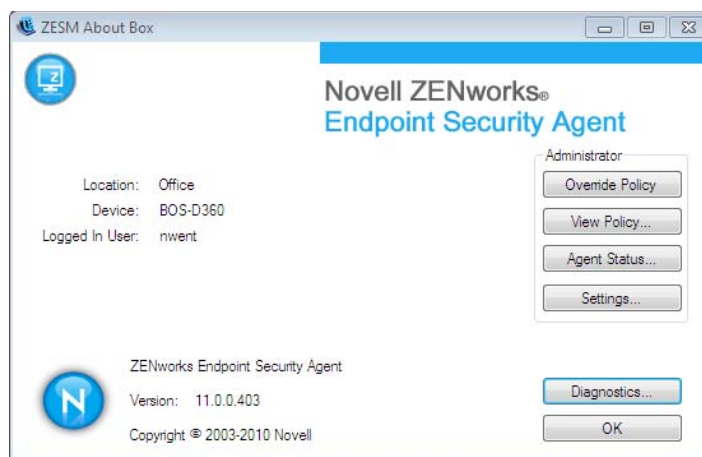 ZESM About Box
Novell ZENworks®
Endpoint Security Agent
Administrator
Location: Office
Override Policy
Device: BOS-D360
View Policy...
Logged In User: nwent
Agent Status...
Settings...
ZENworks Endpoint Security Agent
Version: 11.0.0.403
Diagnostics...
Copyright © 2003-2010 Novell
OK